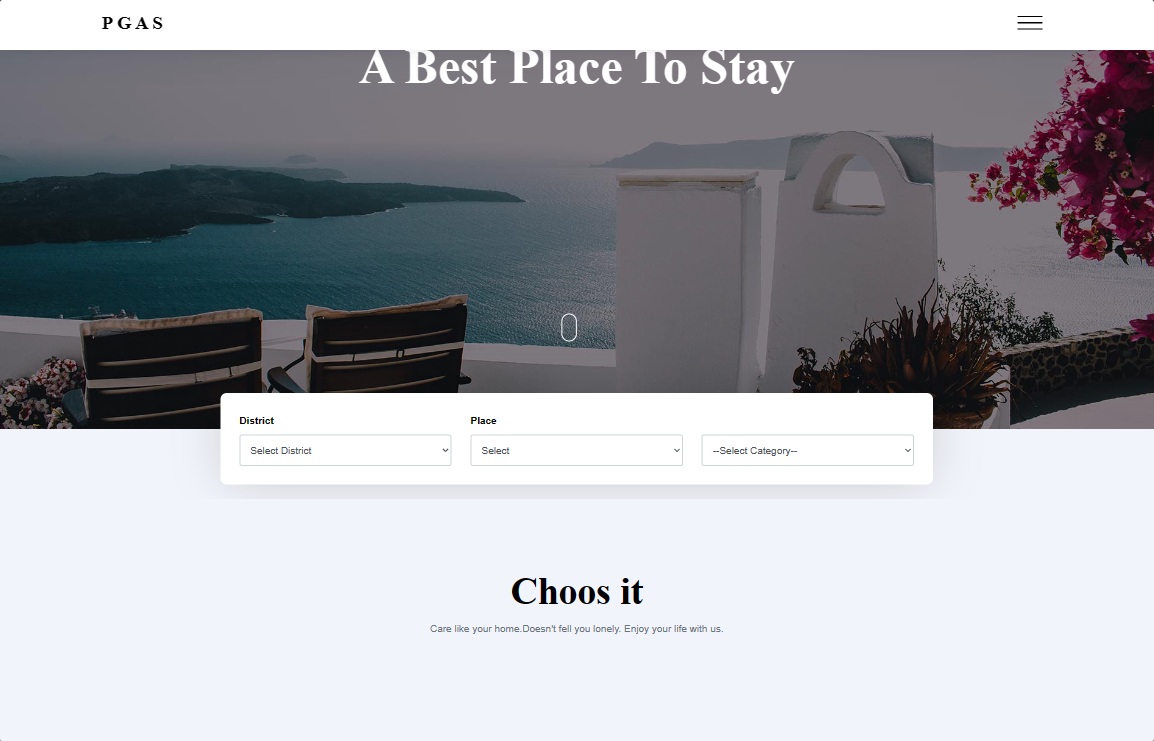 PGAS
A Best Place To Stay
District
Place
Select District
Select
--Select Category--
Choos it
Care like your home.Doesn't fell you lonely. Enjoy your life with us.